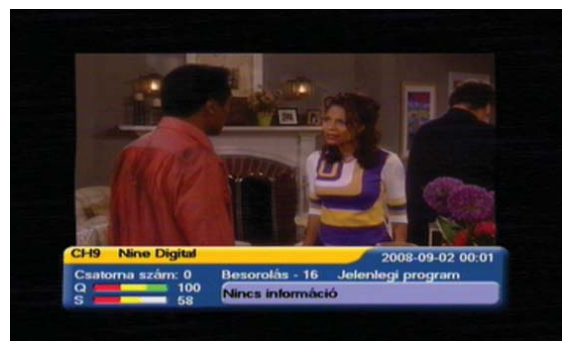 CH9 Nine Digital 2008-09-02 00:01
Csatorna szám: 0 Besorolás - 16 Jelenlegi program
Q 100 Nincs információ
S 58